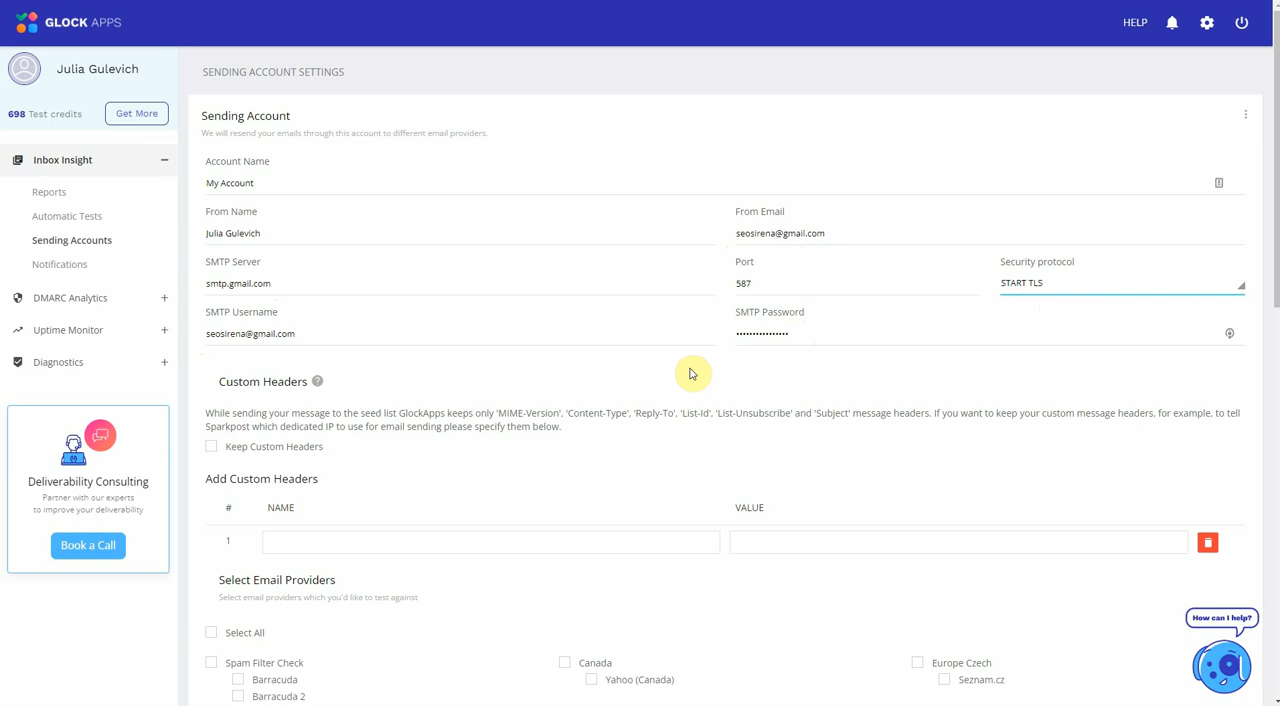 GLOCK APPS
HELP
Julia Gulevich
698 Test credits
Get More
Inbox Insight
Reports
Automatic Tests
Sending Accounts
Notifications
DMARC Analytics
Uptime Monitor
Diagnostics
Deliverability Consulting
Partner with our experts
to improve your deliverability
Book a Call
SENDING ACCOUNT SETTINGS
Sending Account
We will resend your emails through this account to different email providers.
Account Name
My Account
From Name
From Email
Julia Gulevich
seosirena@gmail.com
SMTP Server
Port
Security protocol
smtp.gmail.com
587
START TLS
SMTP Username
SMTP Password
seosirena@gmail.com
••••••••••••••••
Custom Headers ?
While sending your message to the seed list GlockApps keeps only 'MIME-Version', 'Content-Type', 'Reply-To', 'List-Id', 'List-Unsubscribe' and 'Subject' message headers. If you want to keep your custom message headers, for example, to tell
Sparkpost which dedicated IP to use for email sending please specify them below.
Keep Custom Headers
Add Custom Headers
# NAME VALUE
1
Select Email Providers
Select email providers which you'd like to test against
Select All
Spam Filter Check
Canada
Europe Czech
Barracuda
Yahoo (Canada)
Seznam.cz
Barracuda 2
How can I help?